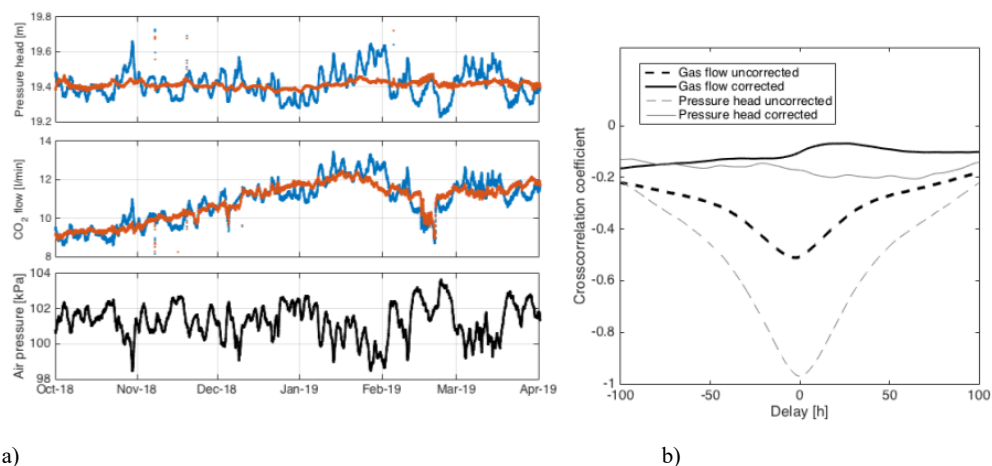 19.8
19.6
19.4
19.2
Pressure head [m]
14
12
10
8
CO2 flow [l/min]
104
102
100
98
Air pressure [kPa]
Oct-18 Nov-18 Dec-18 Jan-19 Feb-19 Mar-19 Apr-19
a)
Gas flow uncorrected
Gas flow corrected
Pressure head uncorrected
Pressure head corrected
0
-0.2
-0.4
-0.6
-0.8
-1
Crosscorrelation coefficient
-100 -50 0 50 100
Delay [h]
b)